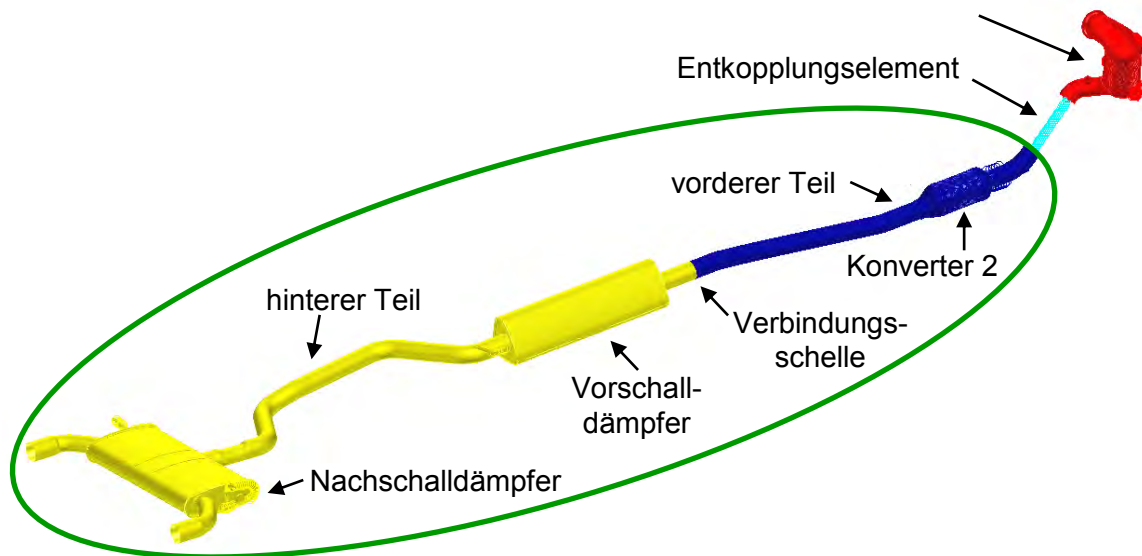 Entkopplungselement
vorderer Teil
Konverter 2
hinterer Teil
Verbindungs-
schelle
Vorschall-
dämpfer
Nachschalldämpfer